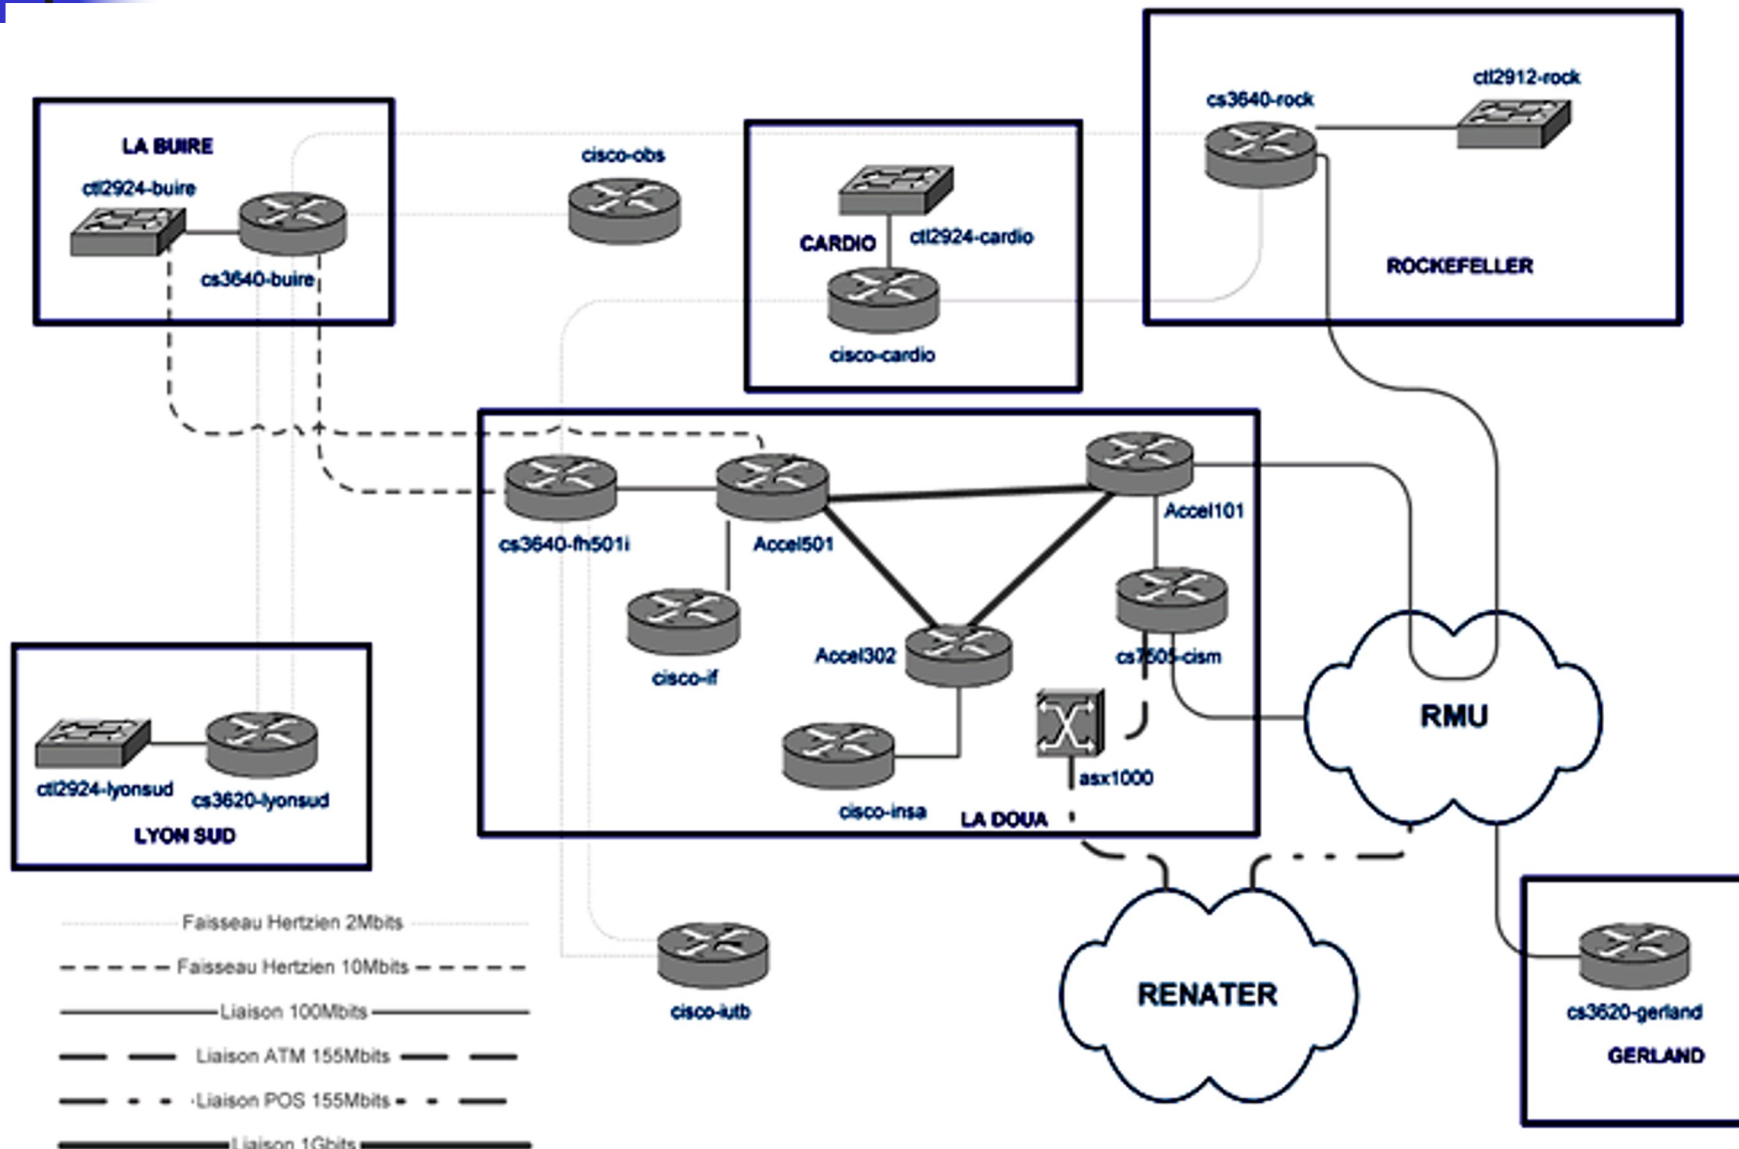 ctl2912-rock
cs3640-rock
LA BUIRE
cisco-obs
ctl2924-buire
ctl2924-cardio
CARDIO
ROCKEFELLER
cs3640-buire
cisco-cardio
Accel101
cs3640-fh501i
Accel501
Accel302
cs7505-cism
cisco-if
RMU
asx1000
ctl2924-lyonsud
cs3620-lyonsud
cisco-insa
LA DOUA
LYON SUD
Faisseau Hertzien 2Mbits
Faisseau Hertzien 10Mbits
RENATER
Liaison 100Mbits
cisco-iutb
cs3620-gerland
Liaison ATM 155Mbits
GERLAND
Liaison POS 155Mbits
Liaison 1Gbits